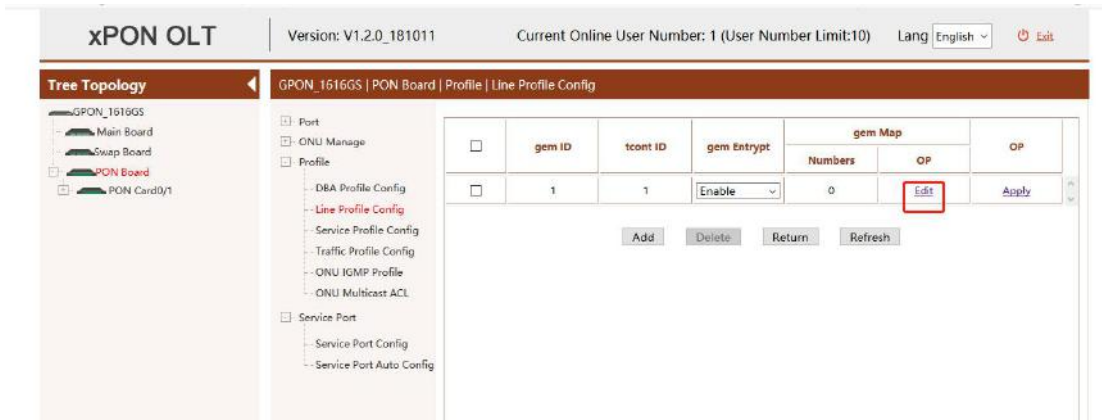 xPON OLT
Version: V1.2.0_181011
Current Online User Number: 1 (User Number Limit:10)
Lang English
Exit
Tree Topology
GPON_1616GS | PON Board | Profile | Line Profile Config
GPON_1616GS
Main Board
Swap Board
PON Board
PON Card0/1
Port
ONU Manage
Profile
DBA Profile Config
Line Profile Config
Service Profile Config
Traffic Profile Config
ONU IGMP Profile
ONU Multicast ACL
Service Port
Service Port Config
Service Port Auto Config
gem ID
tcont ID
gem Entrypt
gem Map
OP
Numbers
OP
1
1
Enable
0
Edit
Apply
Add
Delete
Return
Refresh